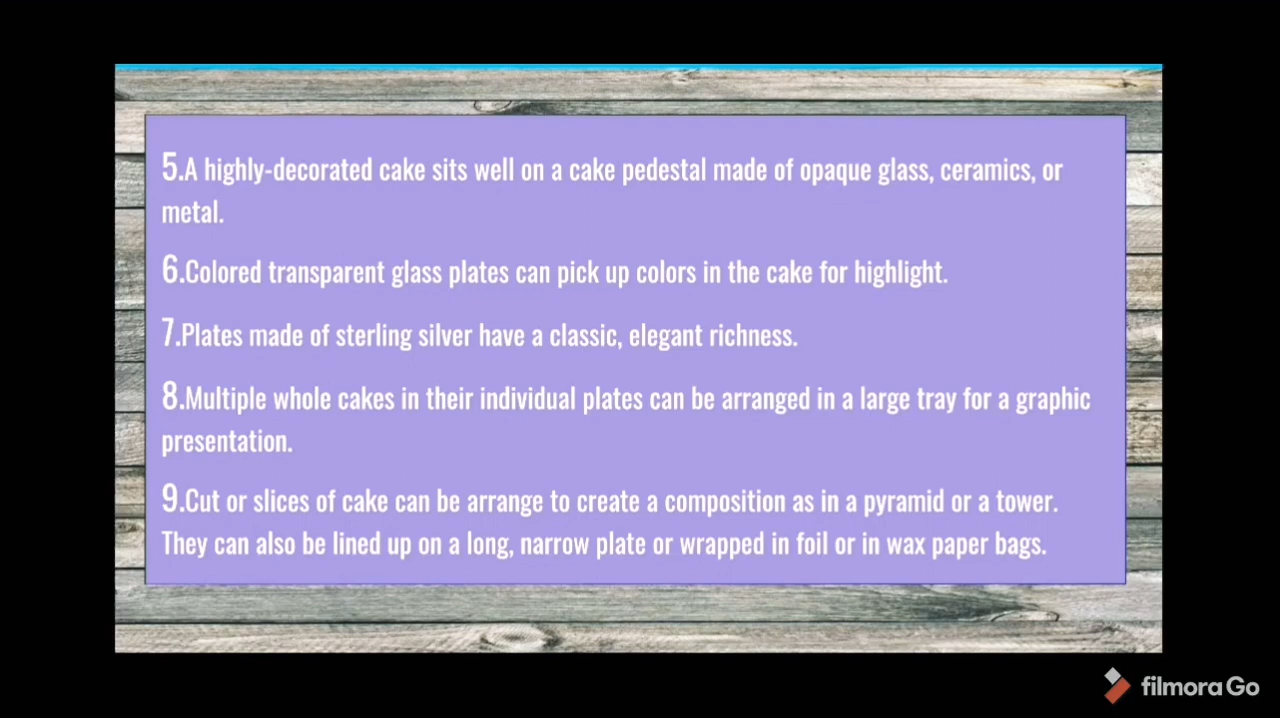 5.A highly-decorated cake sits well on a cake pedestal made of opaque glass, ceramics, or
metal.
6.Colored transparent glass plates can pick up colors in the cake for highlight.
7.Plates made of sterling silver have a classic, elegant richness.
8.Multiple whole cakes in their individual plates can be arranged in a large tray for a graphic
presentation.
9.Cut or slices of cake can be arrange to create a composition as in a pyramid or a tower.
They can also be lined up on a long, narrow plate or wrapped in foil or in wax paper bags.
filmoraGo